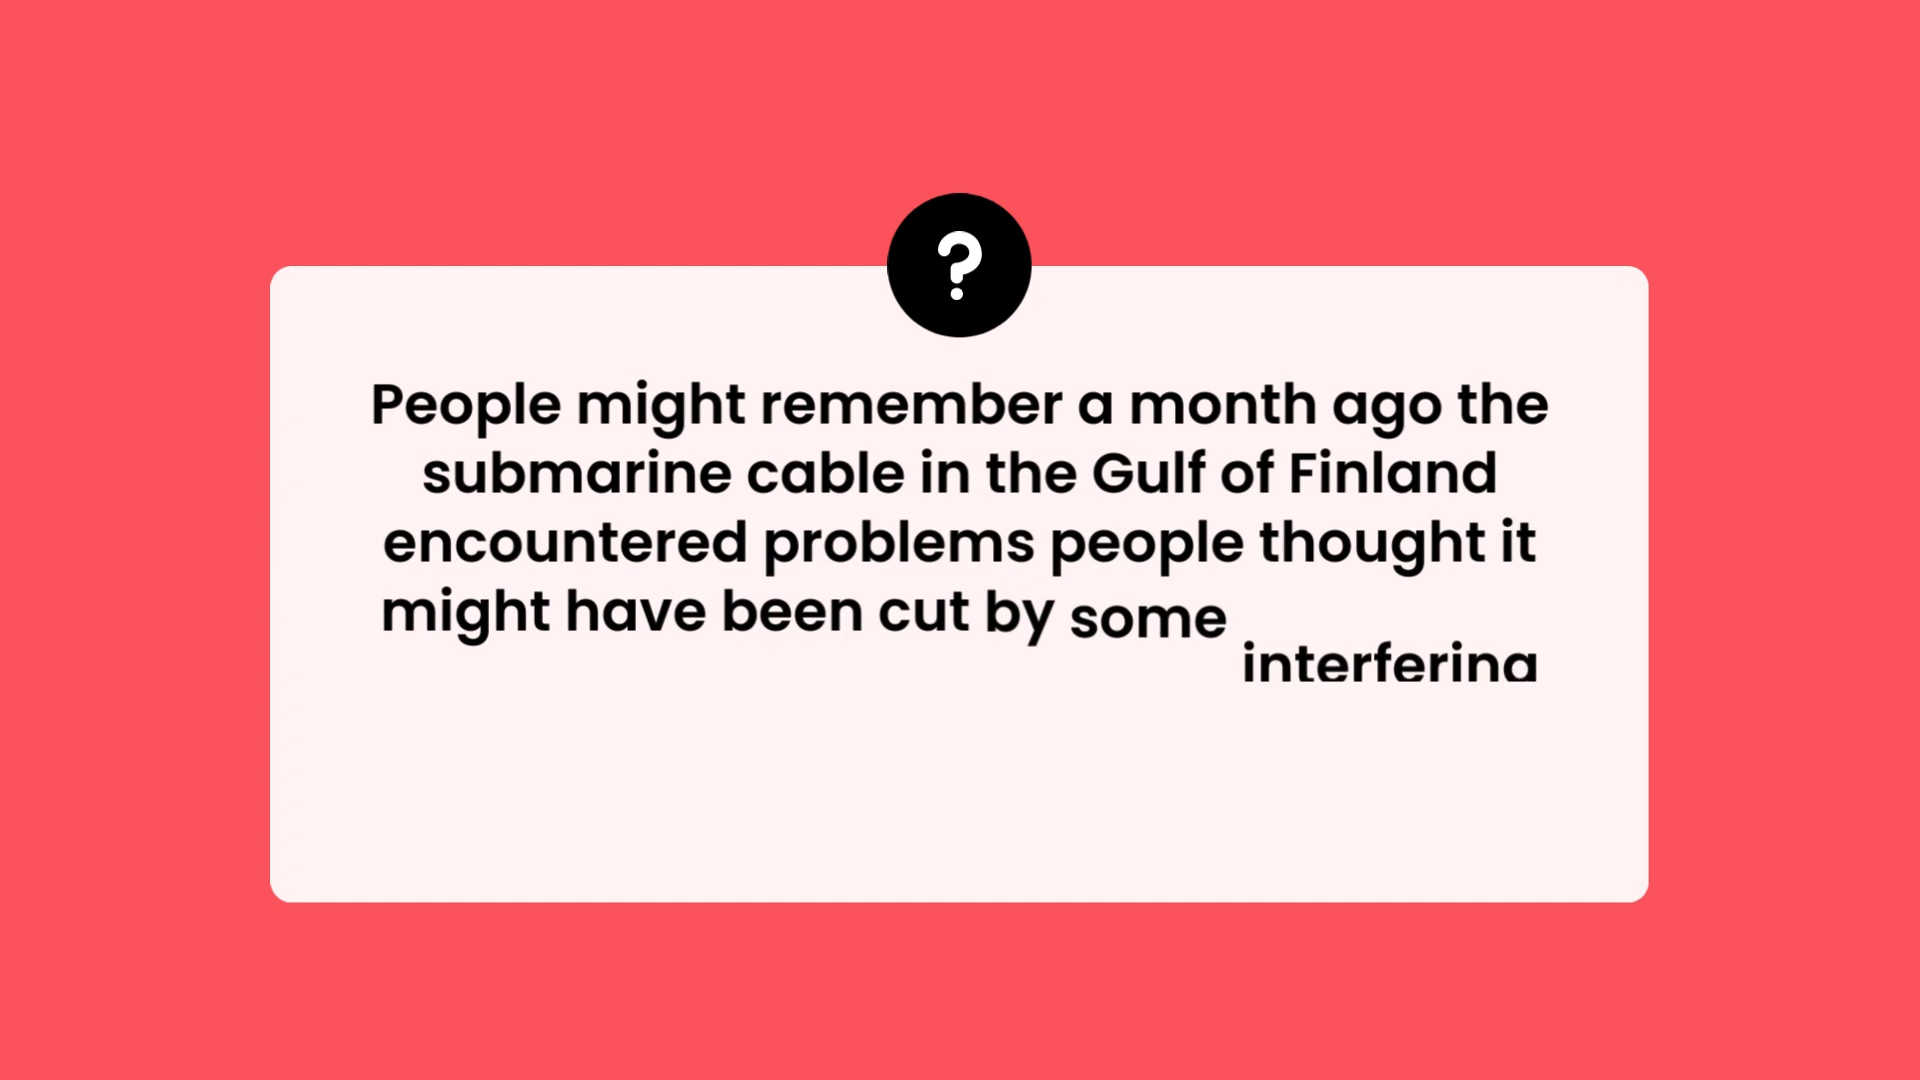 ?
People might remember a month ago the
submarine cable in the Gulf of Finland
encountered problems people thought it
might have been cut by some interfering